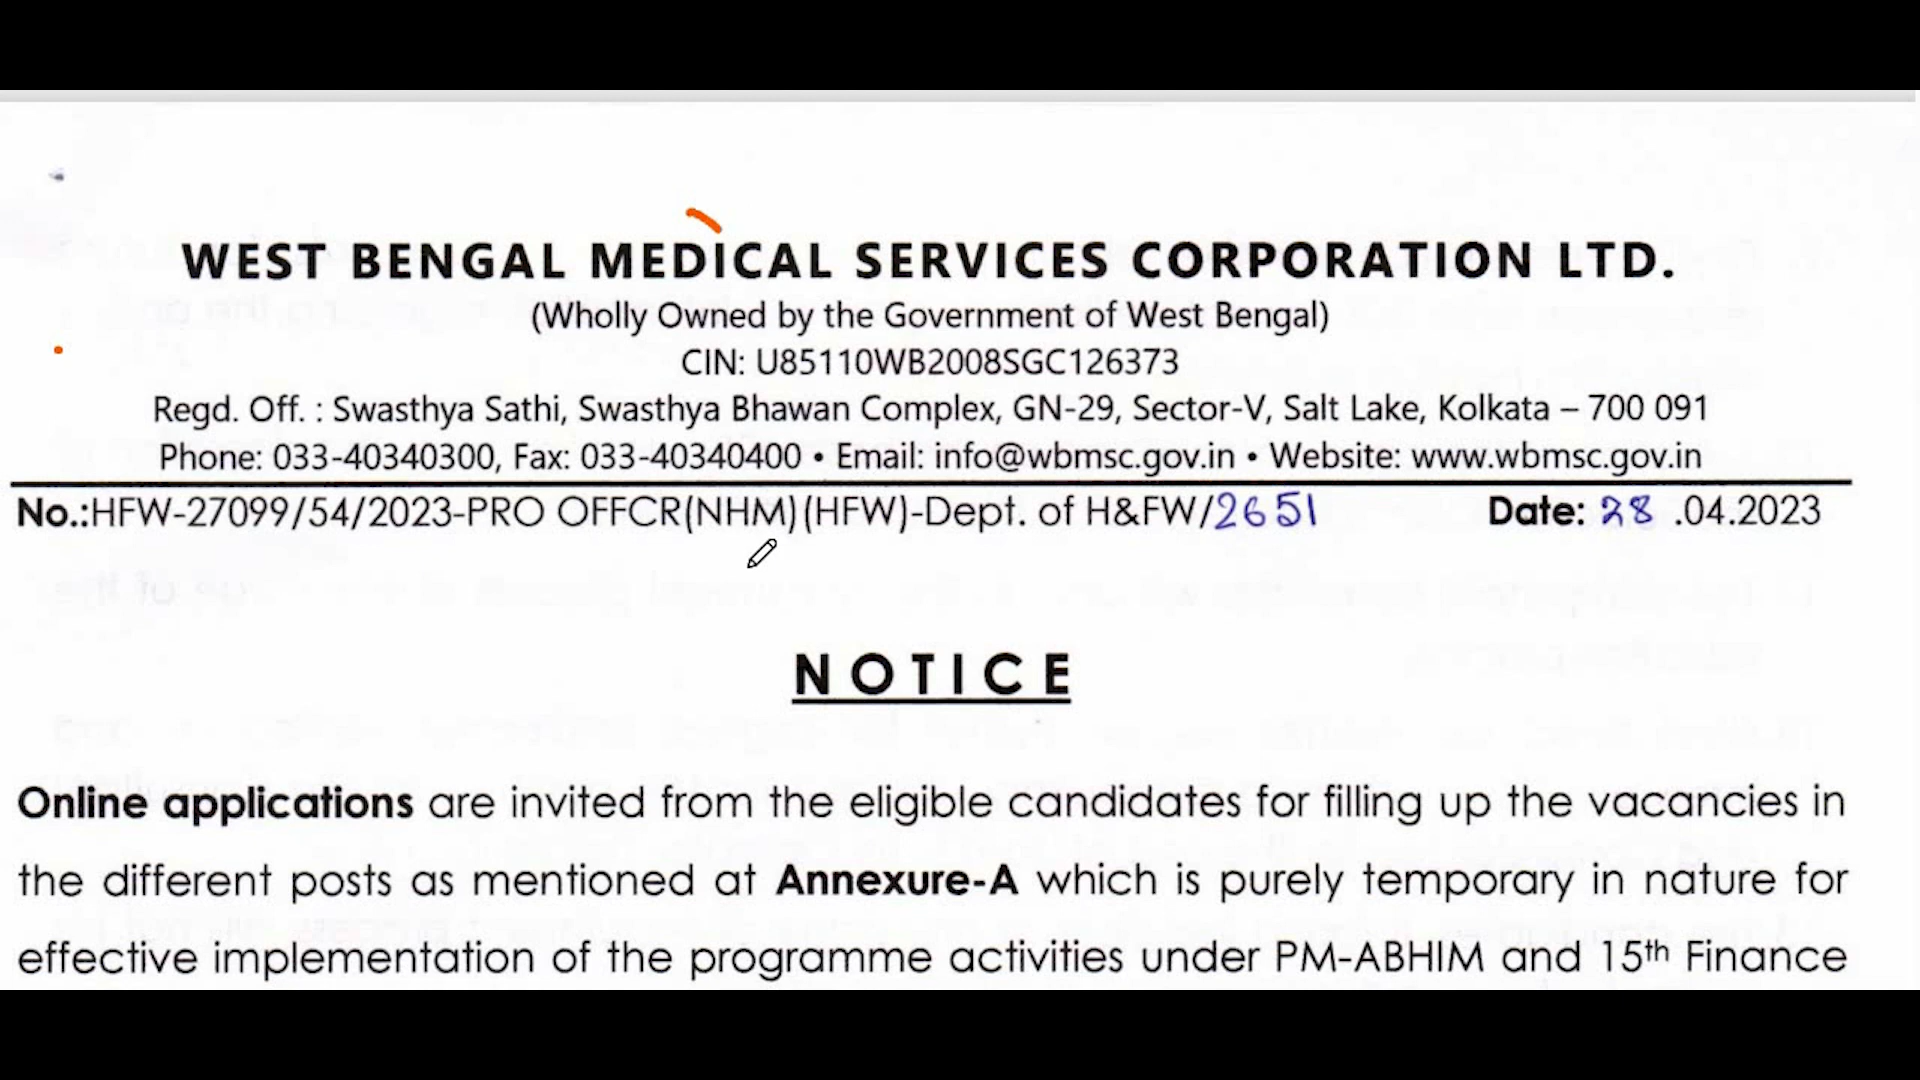 WEST BENGAL MEDICAL SERVICES CORPORATION LTD.
(Wholly Owned by the Government of West Bengal)
CIN: U85110WB2008SGC126373
Regd. Off. : Swasthya Sathi, Swasthya Bhawan Complex, GN-29, Sector-V, Salt Lake, Kolkata – 700 091
Phone: 033-40340300, Fax: 033-40340400 • Email: info@wbmsc.gov.in • Website: www.wbmsc.gov.in
No.:HFW-27099/54/2023-PRO OFFCR(NHM)(HFW)-Dept. of H&FW/2651 Date: 28 .04.2023
NOTICE
Online applications are invited from the eligible candidates for filling up the vacancies in
the different posts as mentioned at Annexure-A which is purely temporary in nature for
effective implementation of the programme activities under PM-ABHIM and 15th Finance